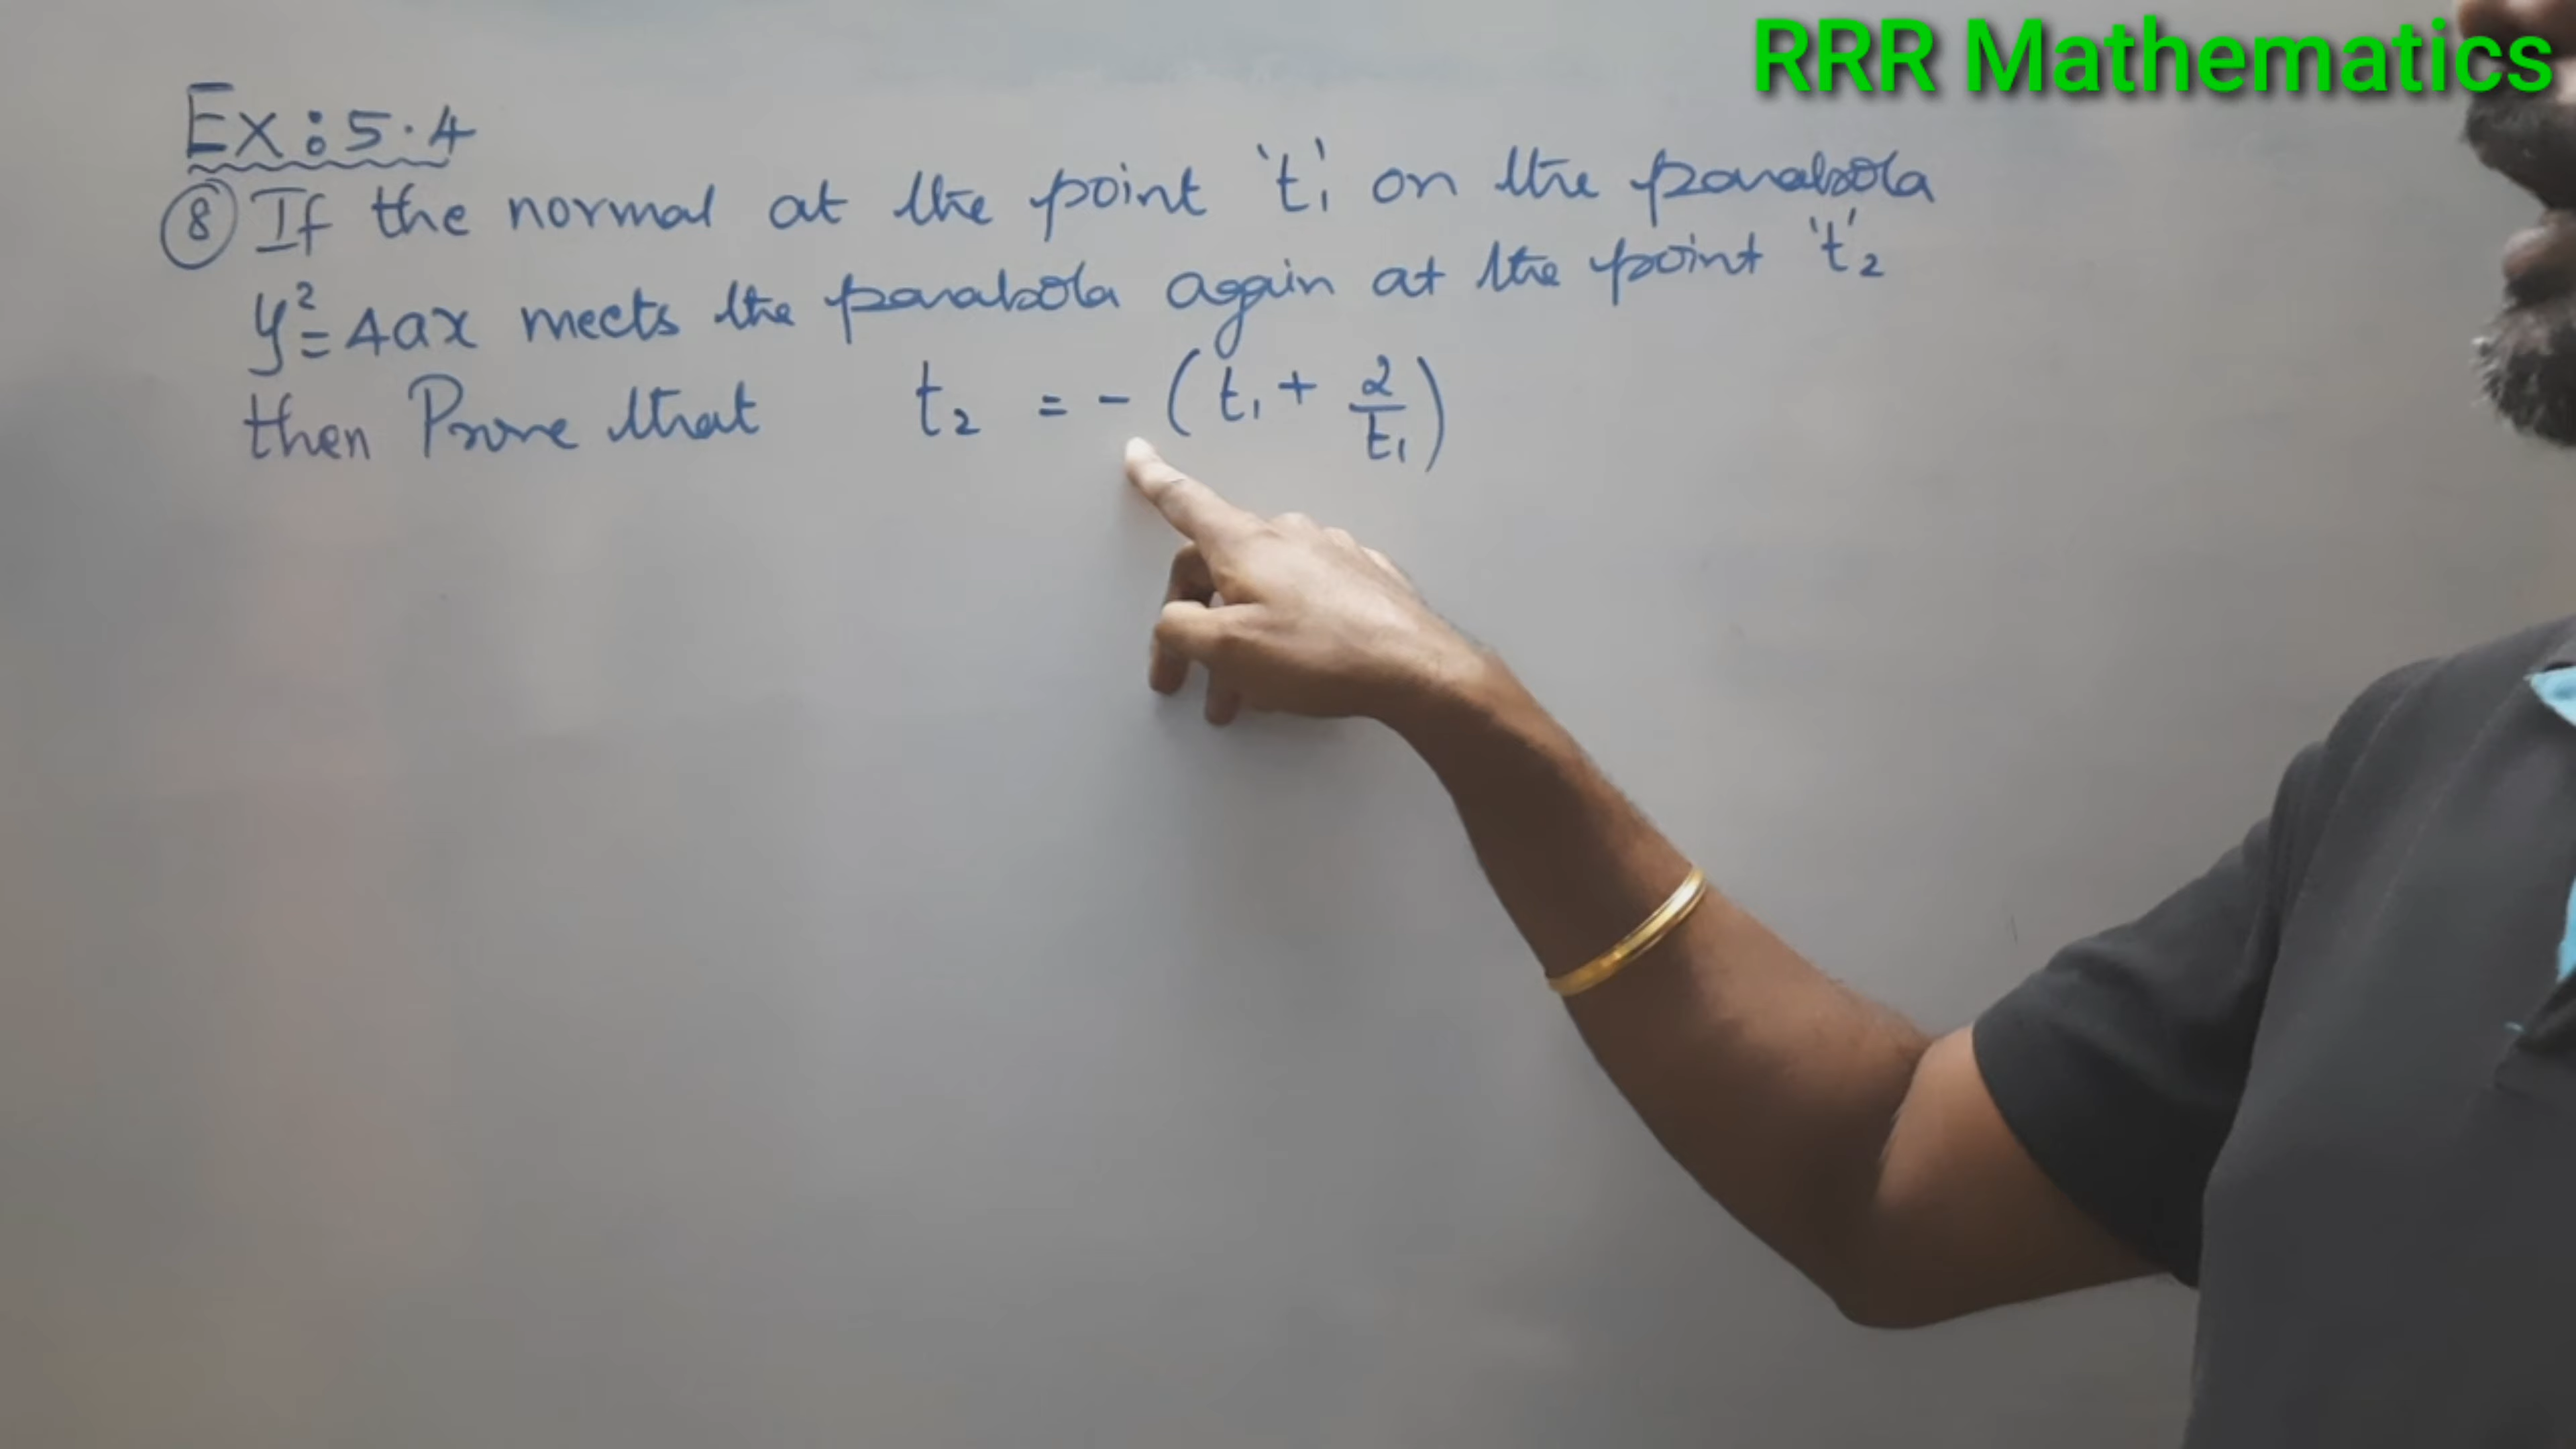 RRR Mathematics
Ex: 5.4
⑧ If the normal at the point 't₁' on the parabola
y² = 4ax meets the parabola again at the point 't₂'
then Prove that t₂ = - (t₁ + 2/t₁)